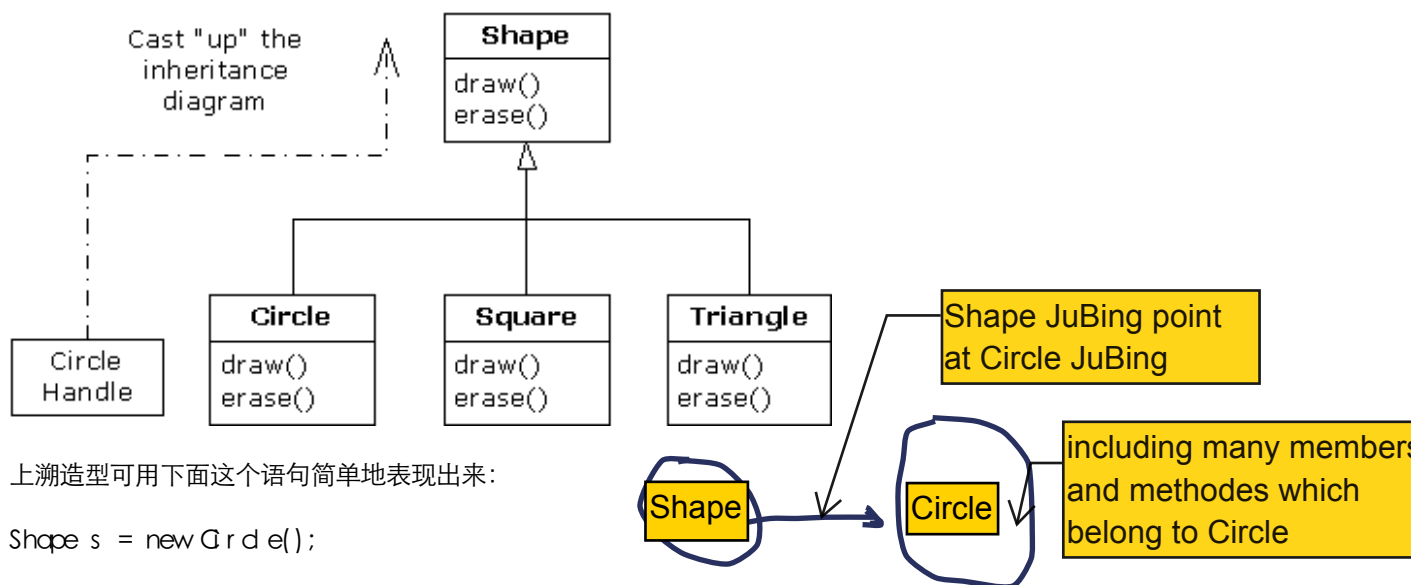 Cast "up" the
inheritance
diagram
Shape
draw()
erase()
Circle
draw()
erase()
Square
draw()
erase()
Triangle
draw()
erase()
Circle
Handle
Shape JuBing point
at Circle JuBing
including many members
and methodes which
belong to Circle
Shape
Circle
上溯造型可用下面这个语句简单地表现出来：
Shape s = new Circle();